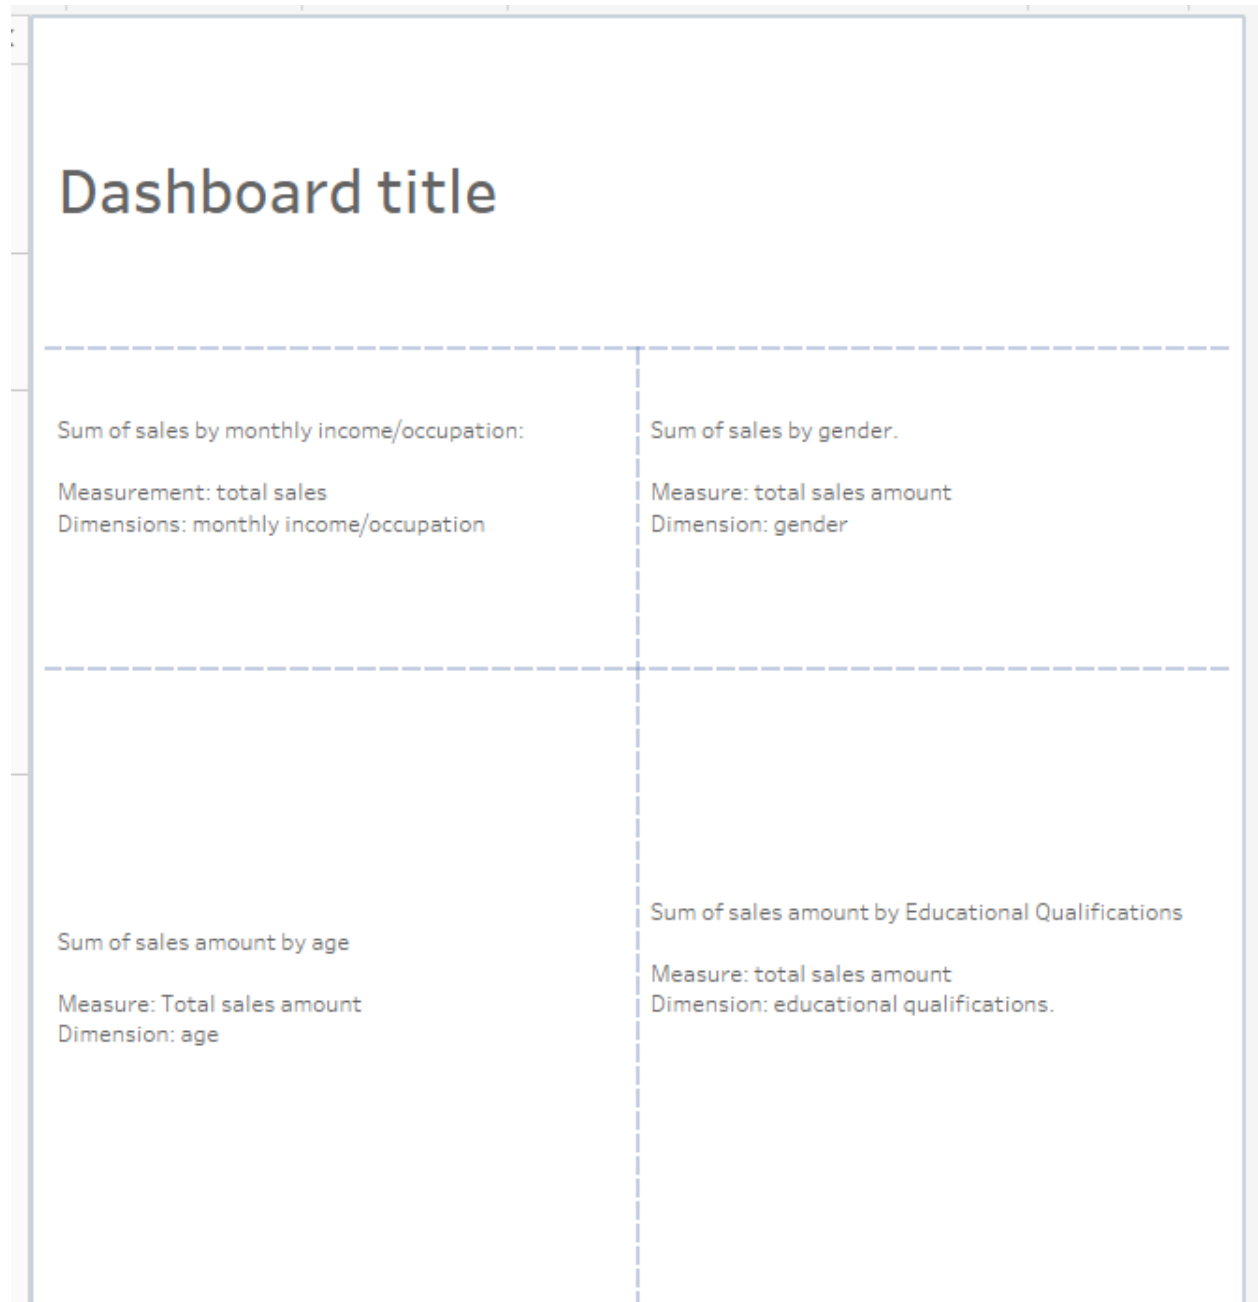 Dashboard title
Sum of sales by monthly income/occupation:
Measurement: total sales
Dimensions: monthly income/occupation
Sum of sales by gender.
Measure: total sales amount
Dimension: gender
Sum of sales amount by age
Measure: Total sales amount
Dimension: age
Sum of sales amount by Educational Qualifications
Measure: total sales amount
Dimension: educational qualifications.